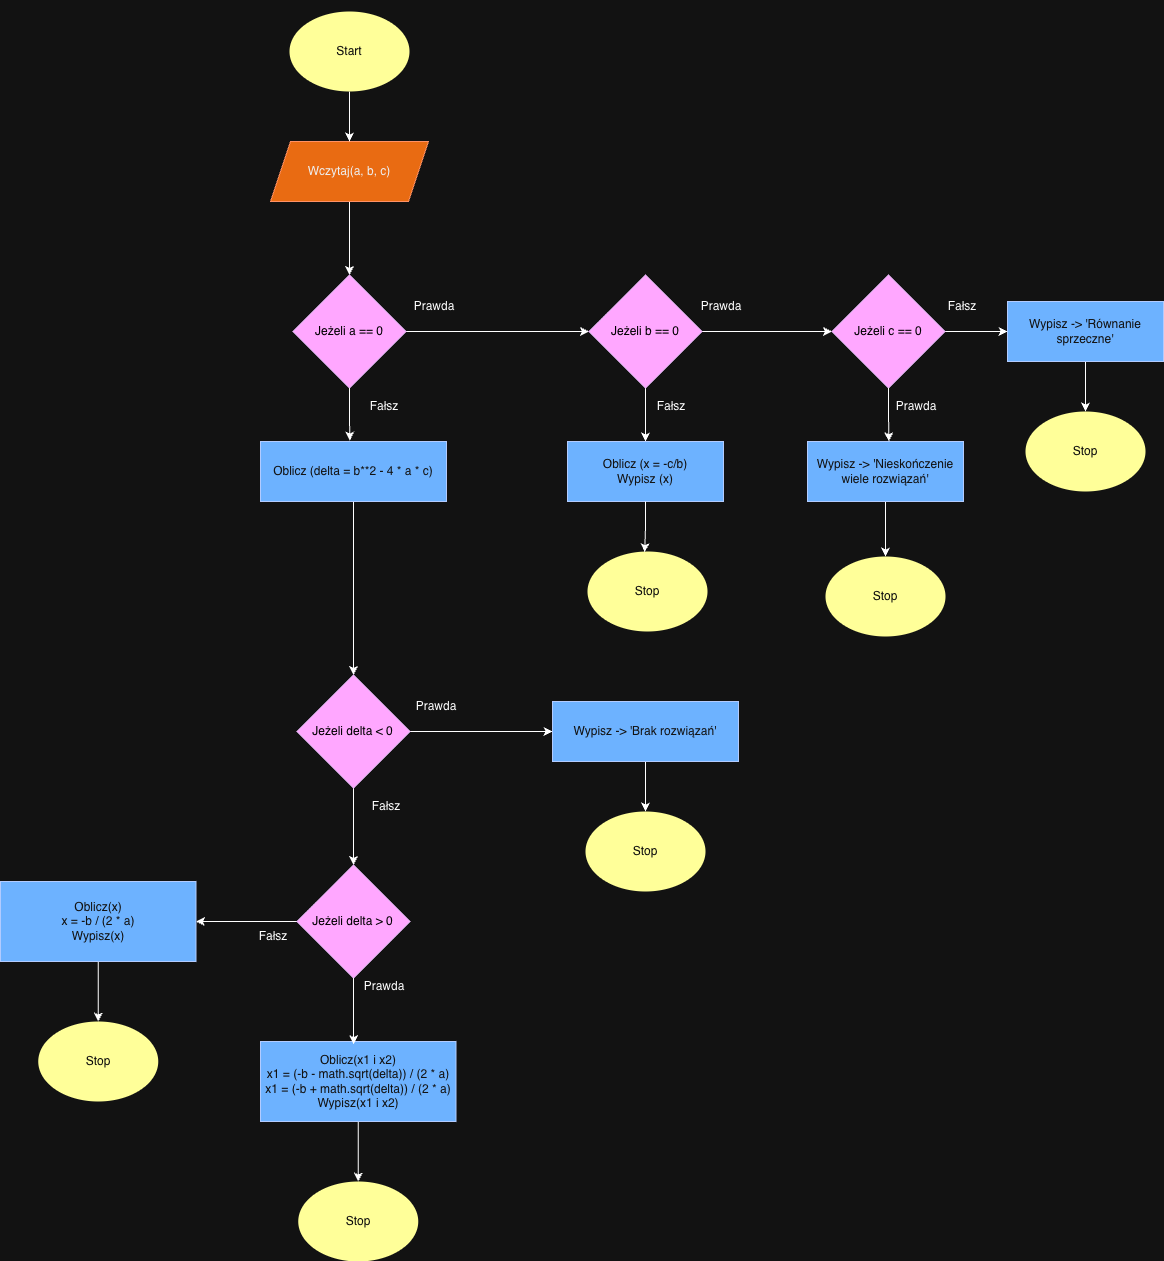 Start
Wczytaj(a, b, c)
Prawda
Prawda
Fałsz
Jeżeli a == 0
Jeżeli b == 0
Jeżeli c == 0
Wypisz -> 'Równanie
sprzeczne'
Fałsz
Fałsz
Prawda
Oblicz (delta = b**2 - 4 * a * c)
Oblicz (x = -c/b)
Wypisz (x)
Wypisz -> 'Nieskończenie
wiele rozwiązań'
Stop
Stop
Stop
Prawda
Jeżeli delta < 0
Wypisz -> 'Brak rozwiązań'
Fałsz
Stop
Oblicz(x)
x = -b / (2 * a)
Wypisz(x)
Fałsz
Jeżeli delta > 0
Prawda
Stop
Oblicz(x1 i x2)
x1 = (-b - math.sqrt(delta)) / (2 * a)
x1 = (-b + math.sqrt(delta)) / (2 * a)
Wypisz(x1 i x2)
Stop